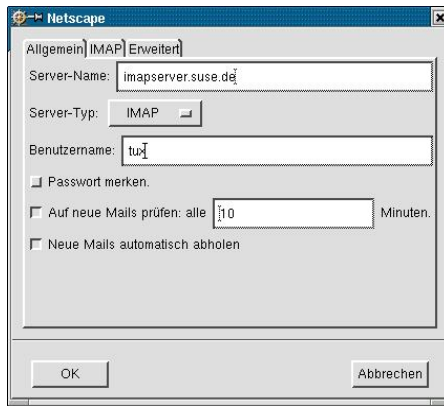 Netscape
Allgemein IMAP Erweitert
Server-Name: imapserver.suse.de
Server-Typ: IMAP
Benutzername: tux
Passwort merken.
Auf neue Mails prüfen: alle 10 Minuten.
Neue Mails automatisch abholen
OK Abbrechen